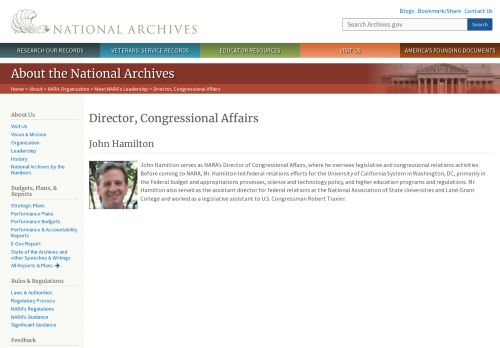 NATIONAL ARCHIVES
Blogs · Bookmark/Share · Contact Us
Search Archives.gov
Search
RESEARCH OUR RECORDS
VETERANS' SERVICE RECORDS
EDUCATOR RESOURCES
VISIT US
AMERICA'S FOUNDING DOCUMENTS
About the National Archives
Home > About > NARA Organization > Meet NARA's Leadership > Director, Congressional Affairs
About Us
Visit Us
Vision & Mission
Organization
Leadership
History
National Archives by the
Numbers
Budgets, Plans, &
Reports
Strategic Plans
Performance Plans
Performance Budgets
Performance & Accountability
Reports
E-Gov Report
State of the Archives and
other Speeches & Writings
All Reports & Plans
Rules & Regulations
Laws & Authorities
Regulatory Process
NARA's Regulations
NARA's Guidance
Significant Guidance
Feedback
Director, Congressional Affairs
John Hamilton
John Hamilton serves as NARA's Director of Congressional Affairs, where he oversees legislative and congressional relations activities.
Before coming to NARA, Mr. Hamilton led federal relations efforts for the University of California System in Washington, DC, primarily in
the Federal budget and appropriations processes, science and technology policy, and higher education programs and regulations. Mr.
Hamilton also served as the assistant director for federal relations at the National Association of State Universities and Land-Grant
College and worked as a legislative assistant to U.S. Congressman Robert Traxler.